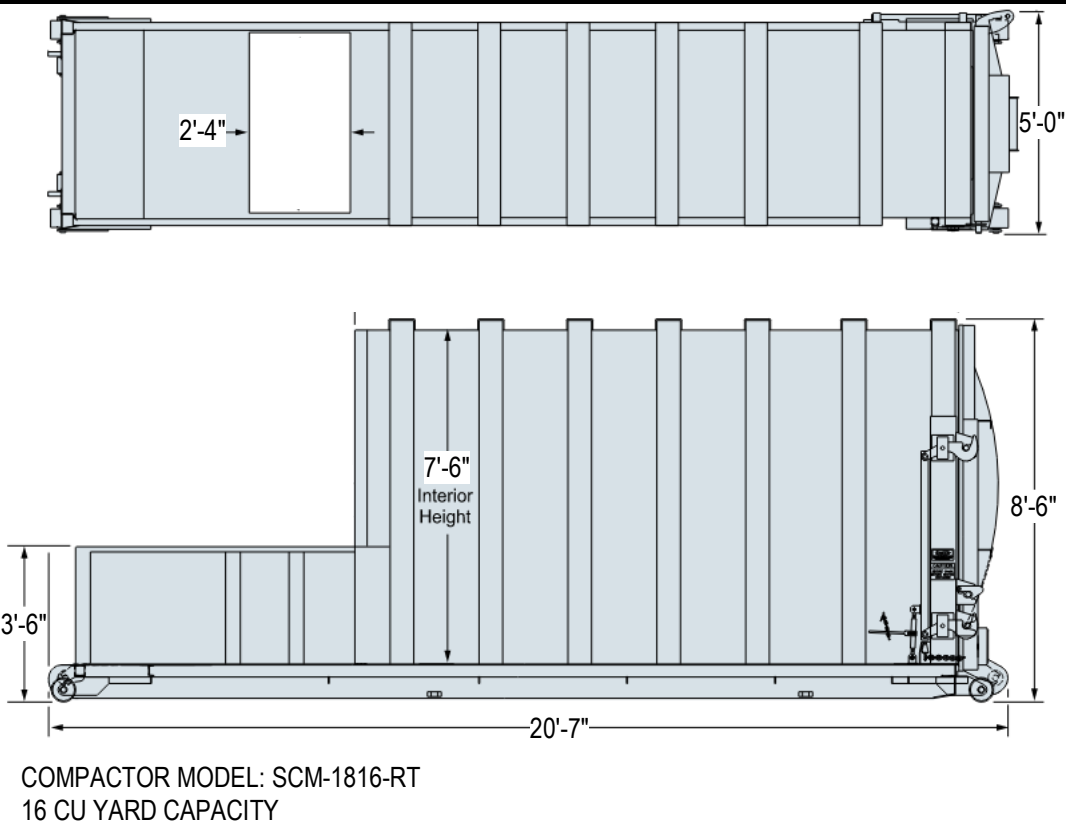 2'-4"
5'-0"
7'-6"
Interior
Height
8'-6"
3'-6"
20'-7"
COMPACTOR MODEL: SCM-1816-RT
16 CU YARD CAPACITY